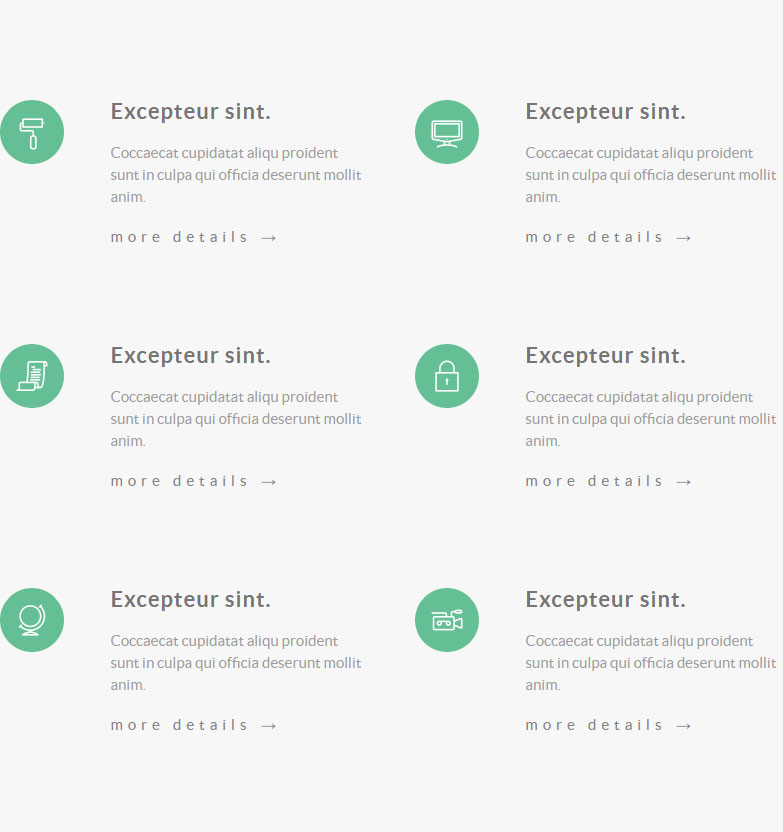 Excepteur sint.
Coccaecat cupidatat aliqu proident
sunt in culpa qui officia deserunt mollit
anim.
more details →
Excepteur sint.
Coccaecat cupidatat aliqu proident
sunt in culpa qui officia deserunt mollit
anim.
more details →
Excepteur sint.
Coccaecat cupidatat aliqu proident
sunt in culpa qui officia deserunt mollit
anim.
more details →
Excepteur sint.
Coccaecat cupidatat aliqu proident
sunt in culpa qui officia deserunt mollit
anim.
more details →
Excepteur sint.
Coccaecat cupidatat aliqu proident
sunt in culpa qui officia deserunt mollit
anim.
more details →
Excepteur sint.
Coccaecat cupidatat aliqu proident
sunt in culpa qui officia deserunt mollit
anim.
more details →